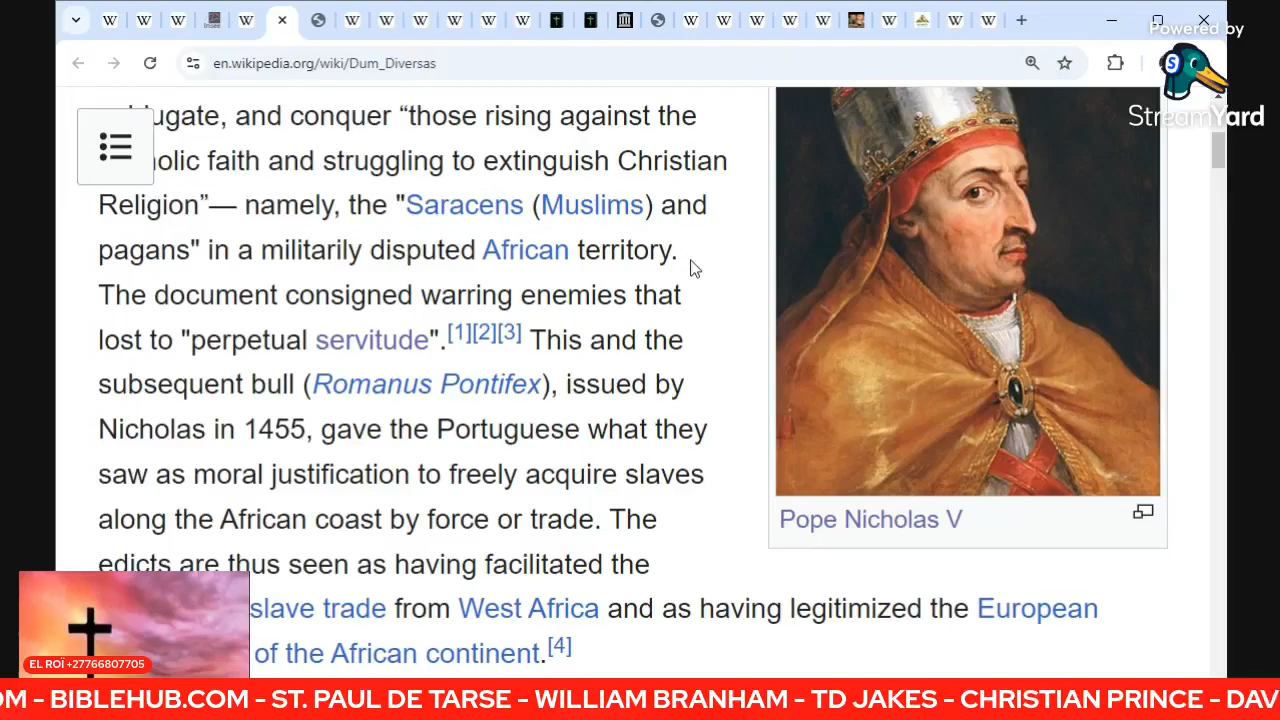 en.wikipedia.org/wiki/Dum_Diversas
Powered by
StreamYard
ugate, and conquer “those rising against the
olic faith and struggling to extinguish Christian
Religion”— namely, the "Saracens (Muslims) and
pagans" in a militarily disputed African territory.
The document consigned warring enemies that
lost to "perpetual servitude".[1][2][3] This and the
subsequent bull (Romanus Pontifex), issued by
Nicholas in 1455, gave the Portuguese what they
saw as moral justification to freely acquire slaves
along the African coast by force or trade. The
edicts are thus seen as having facilitated the
slave trade from West Africa and as having legitimized the European
of the African continent.[4]
Pope Nicholas V
EL ROÏ +27766807705
OM - BIBLEHUB.COM - ST. PAUL DE TARSE - WILLIAM BRANHAM - TD JAKES - CHRISTIAN PRINCE - DAV